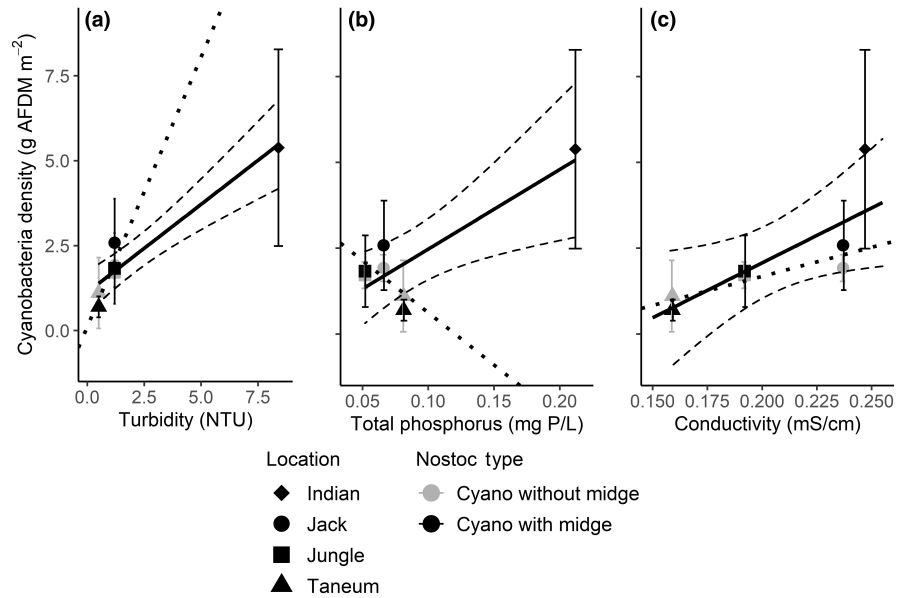 (a)
(b)
(c)
Cyanobacteria density (g AFDM m⁻²)
7.5
5.0
2.5
0.0
0.0 2.5 5.0 7.5
0.05 0.10 0.15 0.20
0.150 0.175 0.200 0.225 0.250
Turbidity (NTU)
Total phosphorus (mg P/L)
Conductivity (mS/cm)
Location
Indian
Jack
Jungle
Taneum
Nostoc type
Cyano without midge
Cyano with midge